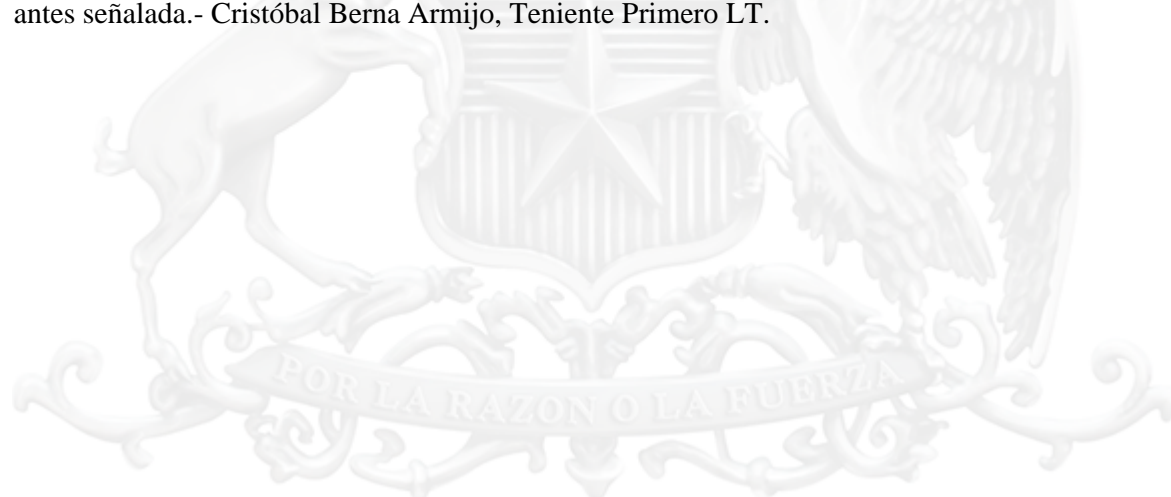 antes señalada.- Cristóbal Berna Armijo, Teniente Primero LT.
POR LA RAZON O LA FUERZA